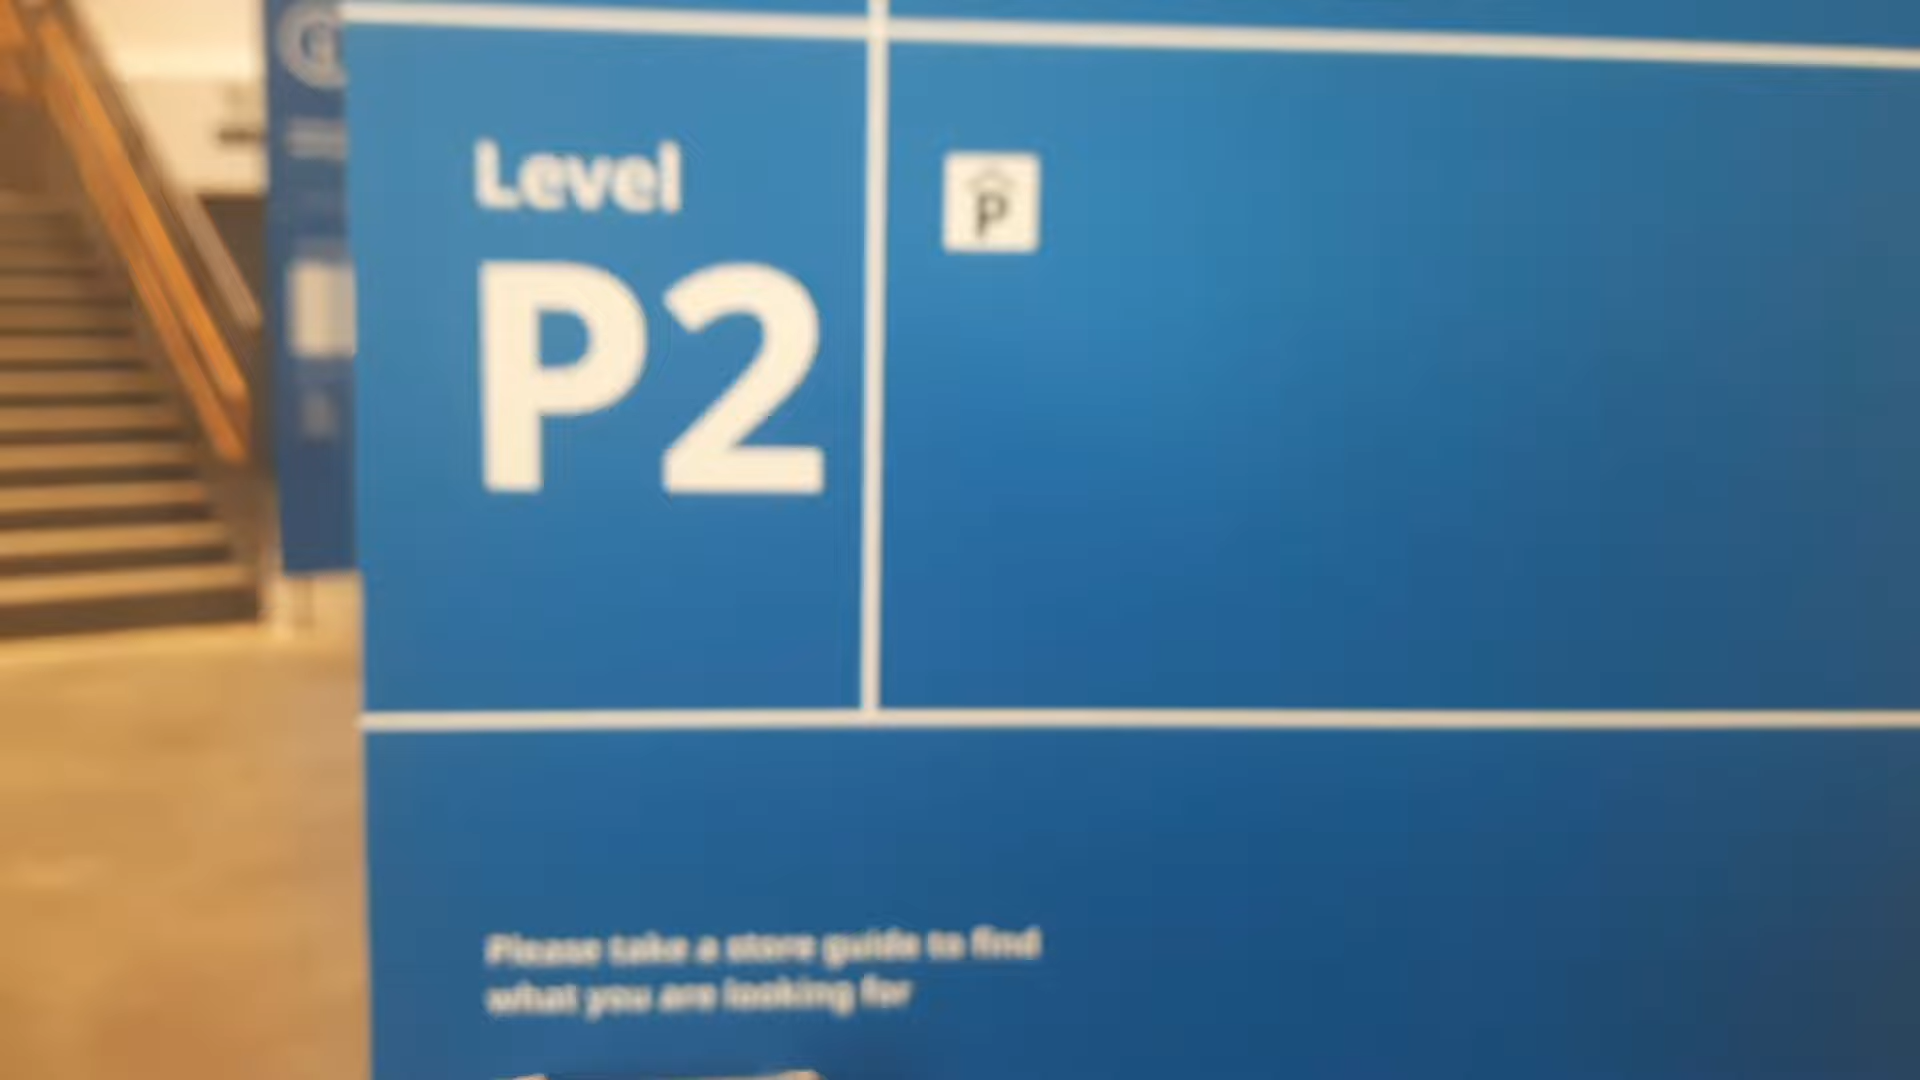 Level
P2
P
Please take a store guide to find
what you are looking for